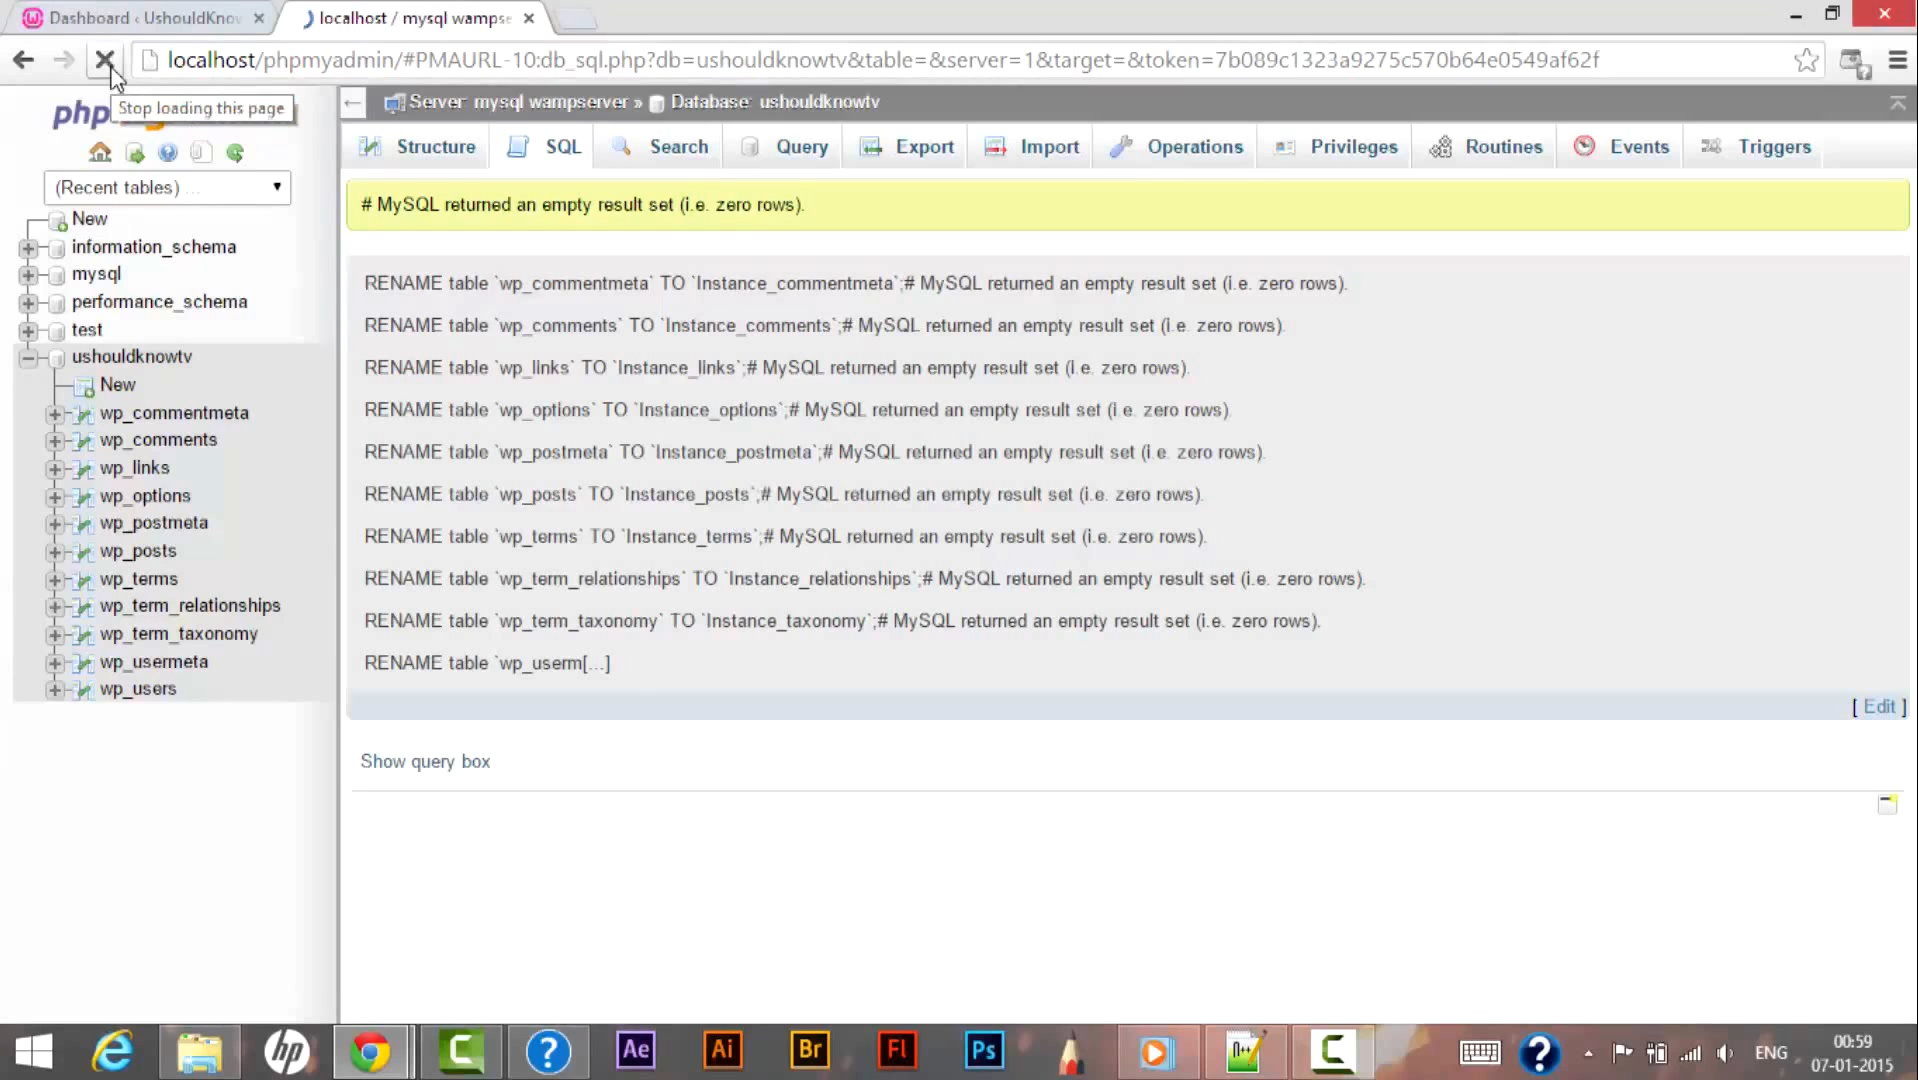 Dashboard ‹ UshouldKnow
localhost / mysql wampse
localhost/phpmyadmin/#PMAURL-10:db_sql.php?db=ushouldknowtv&table=&server=1&target=&token=7b089c1323a9275c570b64e0549af62f
php
Stop loading this page
Server: mysql wampserver » Database: ushouldknowtv
Structure SQL Search Query Export Import Operations Privileges Routines Events Triggers
(Recent tables) ...
New
information_schema
mysql
performance_schema
test
ushouldknowtv
New
wp_commentmeta
wp_comments
wp_links
wp_options
wp_postmeta
wp_posts
wp_terms
wp_term_relationships
wp_term_taxonomy
wp_usermeta
wp_users
# MySQL returned an empty result set (i.e. zero rows).
RENAME table `wp_commentmeta` TO `Instance_commentmeta`;# MySQL returned an empty result set (i.e. zero rows).
RENAME table `wp_comments` TO `Instance_comments`;# MySQL returned an empty result set (i.e. zero rows).
RENAME table `wp_links` TO `Instance_links`;# MySQL returned an empty result set (i.e. zero rows).
RENAME table `wp_options` TO `Instance_options`;# MySQL returned an empty result set (i.e. zero rows).
RENAME table `wp_postmeta` TO `Instance_postmeta`;# MySQL returned an empty result set (i.e. zero rows).
RENAME table `wp_posts` TO `Instance_posts`;# MySQL returned an empty result set (i.e. zero rows).
RENAME table `wp_terms` TO `Instance_terms`;# MySQL returned an empty result set (i.e. zero rows).
RENAME table `wp_term_relationships` TO `Instance_relationships`;# MySQL returned an empty result set (i.e. zero rows).
RENAME table `wp_term_taxonomy` TO `Instance_taxonomy`;# MySQL returned an empty result set (i.e. zero rows).
RENAME table `wp_userm[...]
[ Edit ]
Show query box
hp C ? Ae Ai Br Fl Ps n++ C ? ENG
00:59
07-01-2015